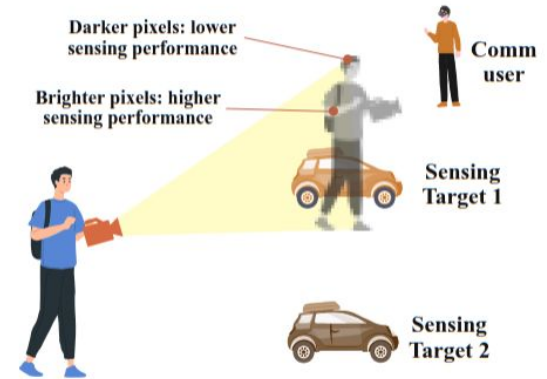 Darker pixels: lower
sensing performance
Comm
user
Brighter pixels: higher
sensing performance
Sensing
Target 1
Sensing
Target 2